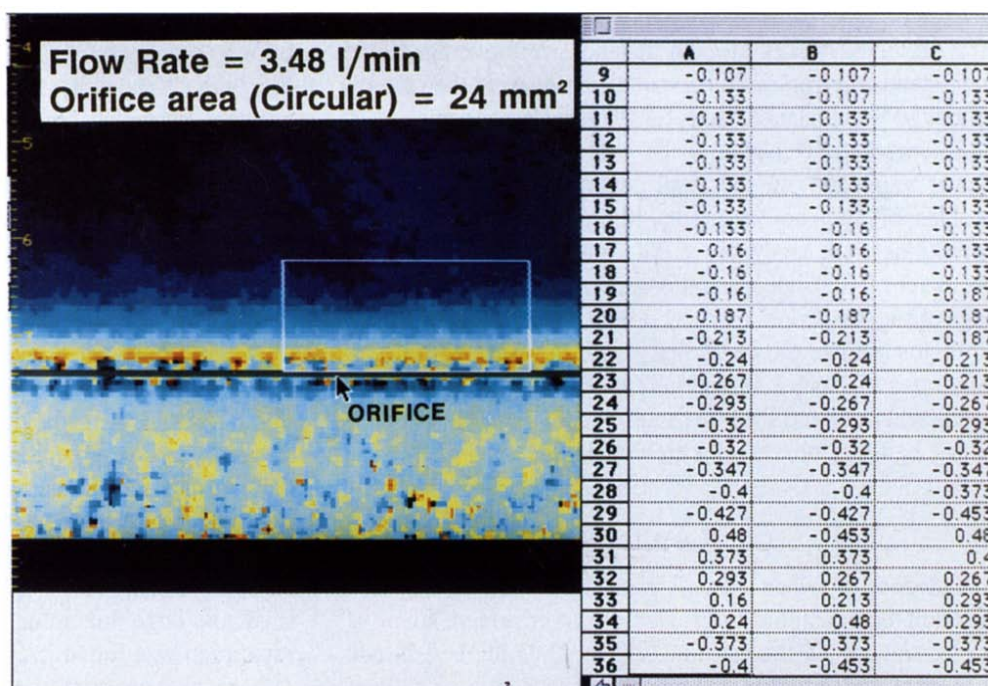 Flow Rate = 3.48 l/min
Orifice area (Circular) = 24 mm²
4
5
6
7
ORIFICE
A B C
9 -0.107 -0.107 -0.107
10 -0.133 -0.107 -0.133
11 -0.133 -0.133 -0.133
12 -0.133 -0.133 -0.133
13 -0.133 -0.133 -0.133
14 -0.133 -0.133 -0.133
15 -0.133 -0.133 -0.133
16 -0.133 -0.16 -0.133
17 -0.16 -0.16 -0.133
18 -0.16 -0.16 -0.133
19 -0.16 -0.16 -0.187
20 -0.187 -0.187 -0.187
21 -0.213 -0.213 -0.187
22 -0.24 -0.24 -0.213
23 -0.267 -0.24 -0.213
24 -0.293 -0.267 -0.267
25 -0.32 -0.293 -0.293
26 -0.32 -0.32 -0.32
27 -0.347 -0.347 -0.347
28 -0.4 -0.4 -0.373
29 -0.427 -0.427 -0.453
30 0.48 -0.453 0.48
31 0.373 0.373 0.4
32 0.293 0.267 0.267
33 0.16 0.213 0.293
34 0.24 0.48 -0.293
35 -0.373 -0.373 -0.373
36 -0.4 -0.453 -0.453